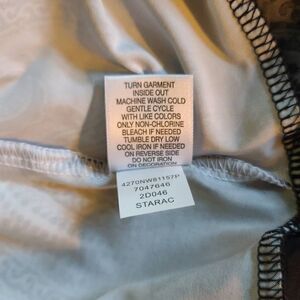 TURN GARMENT
INSIDE OUT
MACHINE WASH COLD
GENTLE CYCLE
WITH LIKE COLORS
ONLY NON-CHLORINE
BLEACH IF NEEDED
TUMBLE DRY LOW
COOL IRON IF NEEDED
ON REVERSE SIDE
DO NOT IRON
ON DECORATION
4270NWB1157P
7047646
2D046
STARAC